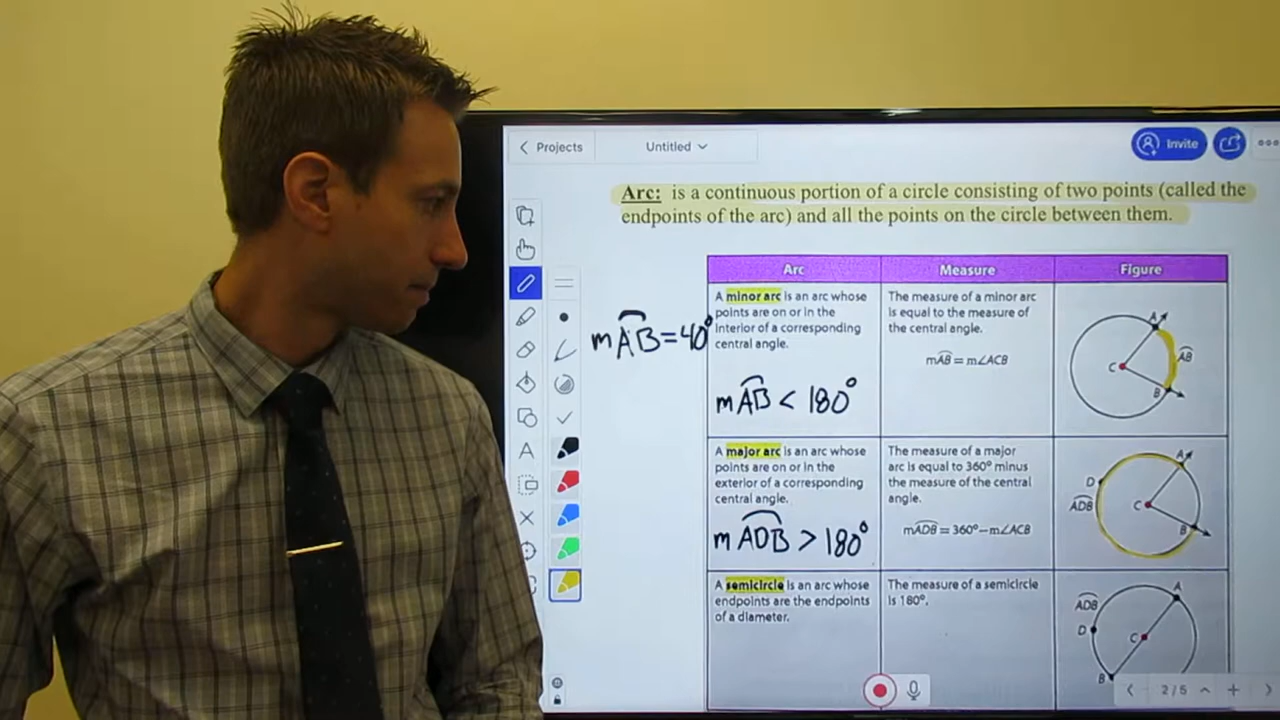 Projects
Untitled
Invite
Arc: is a continuous portion of a circle consisting of two points (called the
endpoints of the arc) and all the points on the circle between them.
Arc
Measure
Figure
mAB=40°
A minor arc is an arc whose
points are on or in the
interior of a corresponding
central angle.
mAB < 180°
The measure of a minor arc
is equal to the measure of
the central angle.
mAB = m∠ACB
A
C
B
AB
A major arc is an arc whose
points are on or in the
exterior of a corresponding
central angle.
mADB > 180°
The measure of a major
arc is equal to 360° minus
the measure of the central
angle.
mADB = 360° – m∠ACB
A
D
ADB
C
B
A semicircle is an arc whose
endpoints are the endpoints
of a diameter.
The measure of a semicircle
is 180°.
A
ADB
D
C
B
2/5